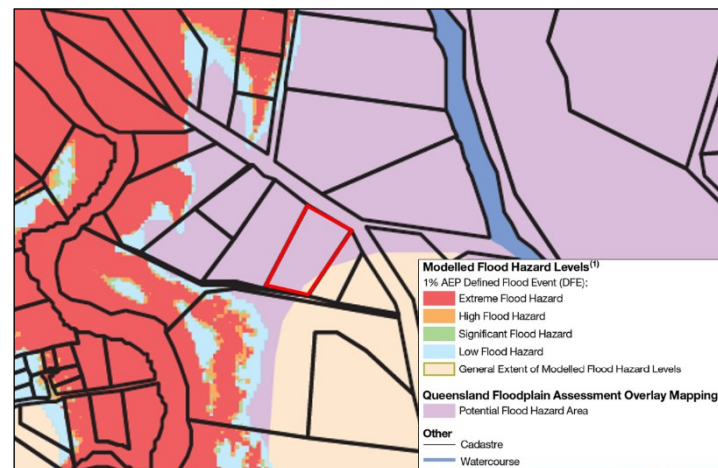 Modelled Flood Hazard Levels(1)
1% AEP Defined Flood Event (DFE):
Extreme Flood Hazard
High Flood Hazard
Significant Flood Hazard
Low Flood Hazard
General Extent of Modelled Flood Hazard Levels
Queensland Floodplain Assessment Overlay Mapping
Potential Flood Hazard Area
Other
Cadastre
Watercourse